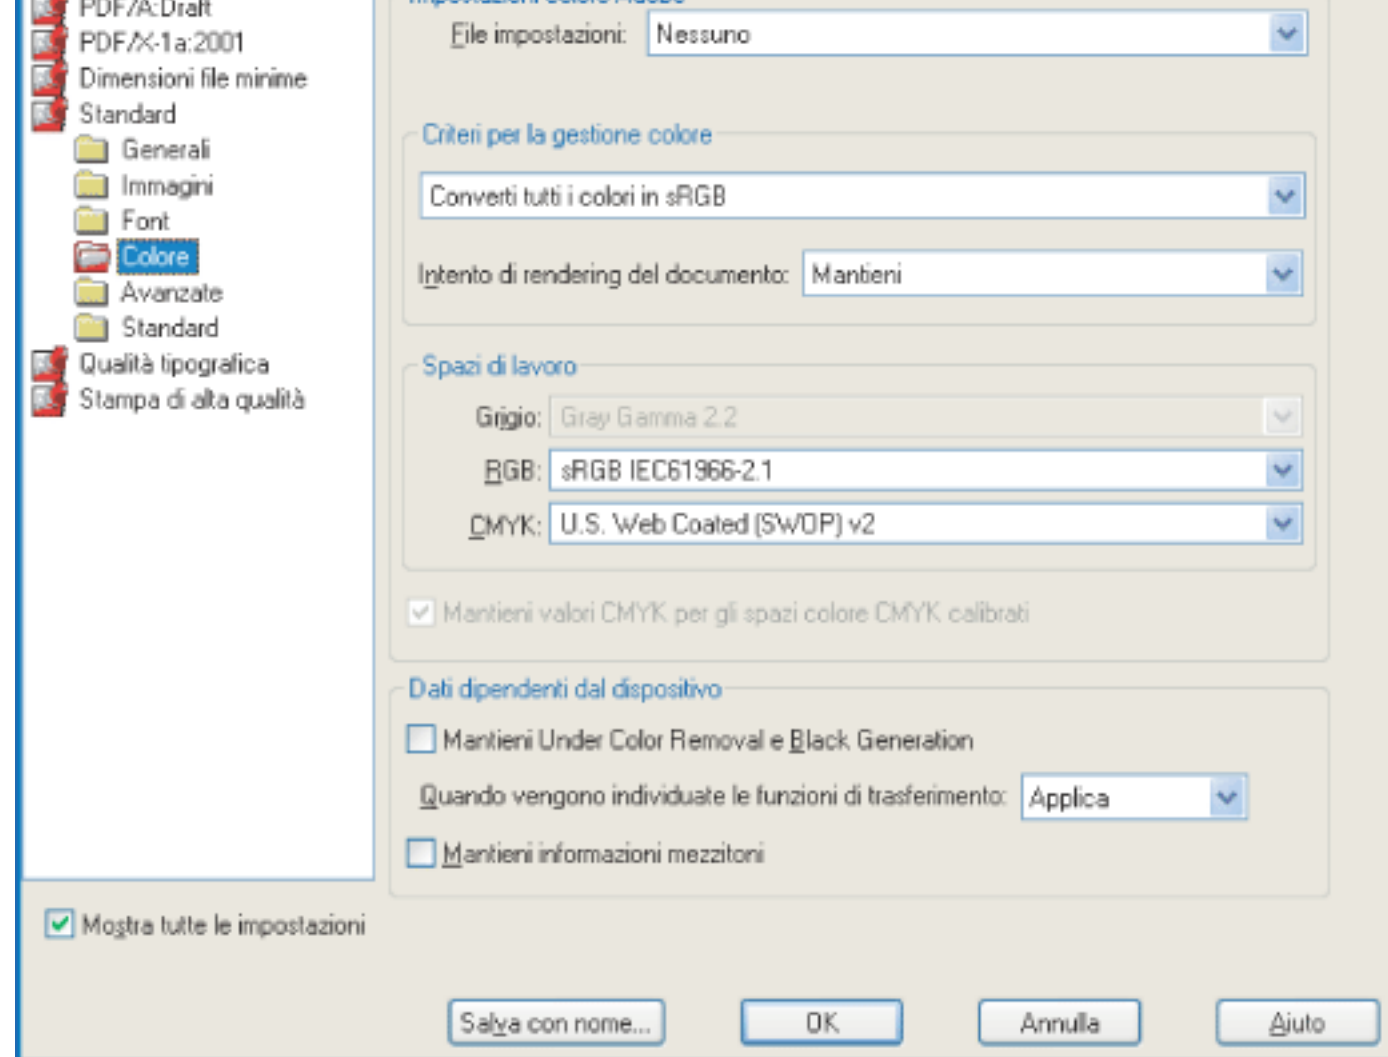 PDF/A:Draft
PDF/X-1a:2001
Dimensioni file minime
Standard
Generali
Immagini
Font
Colore
Avanzate
Standard
Qualità tipografica
Stampa di alta qualità
Mostra tutte le impostazioni
Impostazioni colore Adobe
File impostazioni: Nessuno
Criteri per la gestione colore
Converti tutti i colori in sRGB
Intento di rendering del documento: Mantieni
Spazi di lavoro
Grigio: Gray Gamma 2.2
RGB: sRGB IEC61966-2.1
CMYK: U.S. Web Coated (SWOP) v2
Mantieni valori CMYK per gli spazi colore CMYK calibrati
Dati dipendenti dal dispositivo
Mantieni Under Color Removal e Black Generation
Quando vengono individuate le funzioni di trasferimento: Applica
Mantieni informazioni mezzitoni
Salva con nome... OK Annulla Aiuto